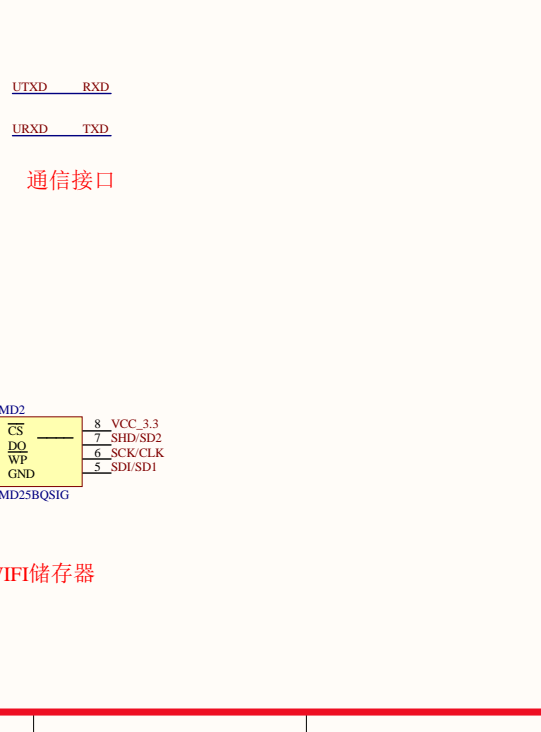 UTXD RXD
URXD TXD
通信接口
MD2
CS 8 VCC_3.3
DO 7 SHD/SD2
WP 6 SCK/CLK
GND 5 SDI/SD1
MD25BQSIG
WIFI储存器